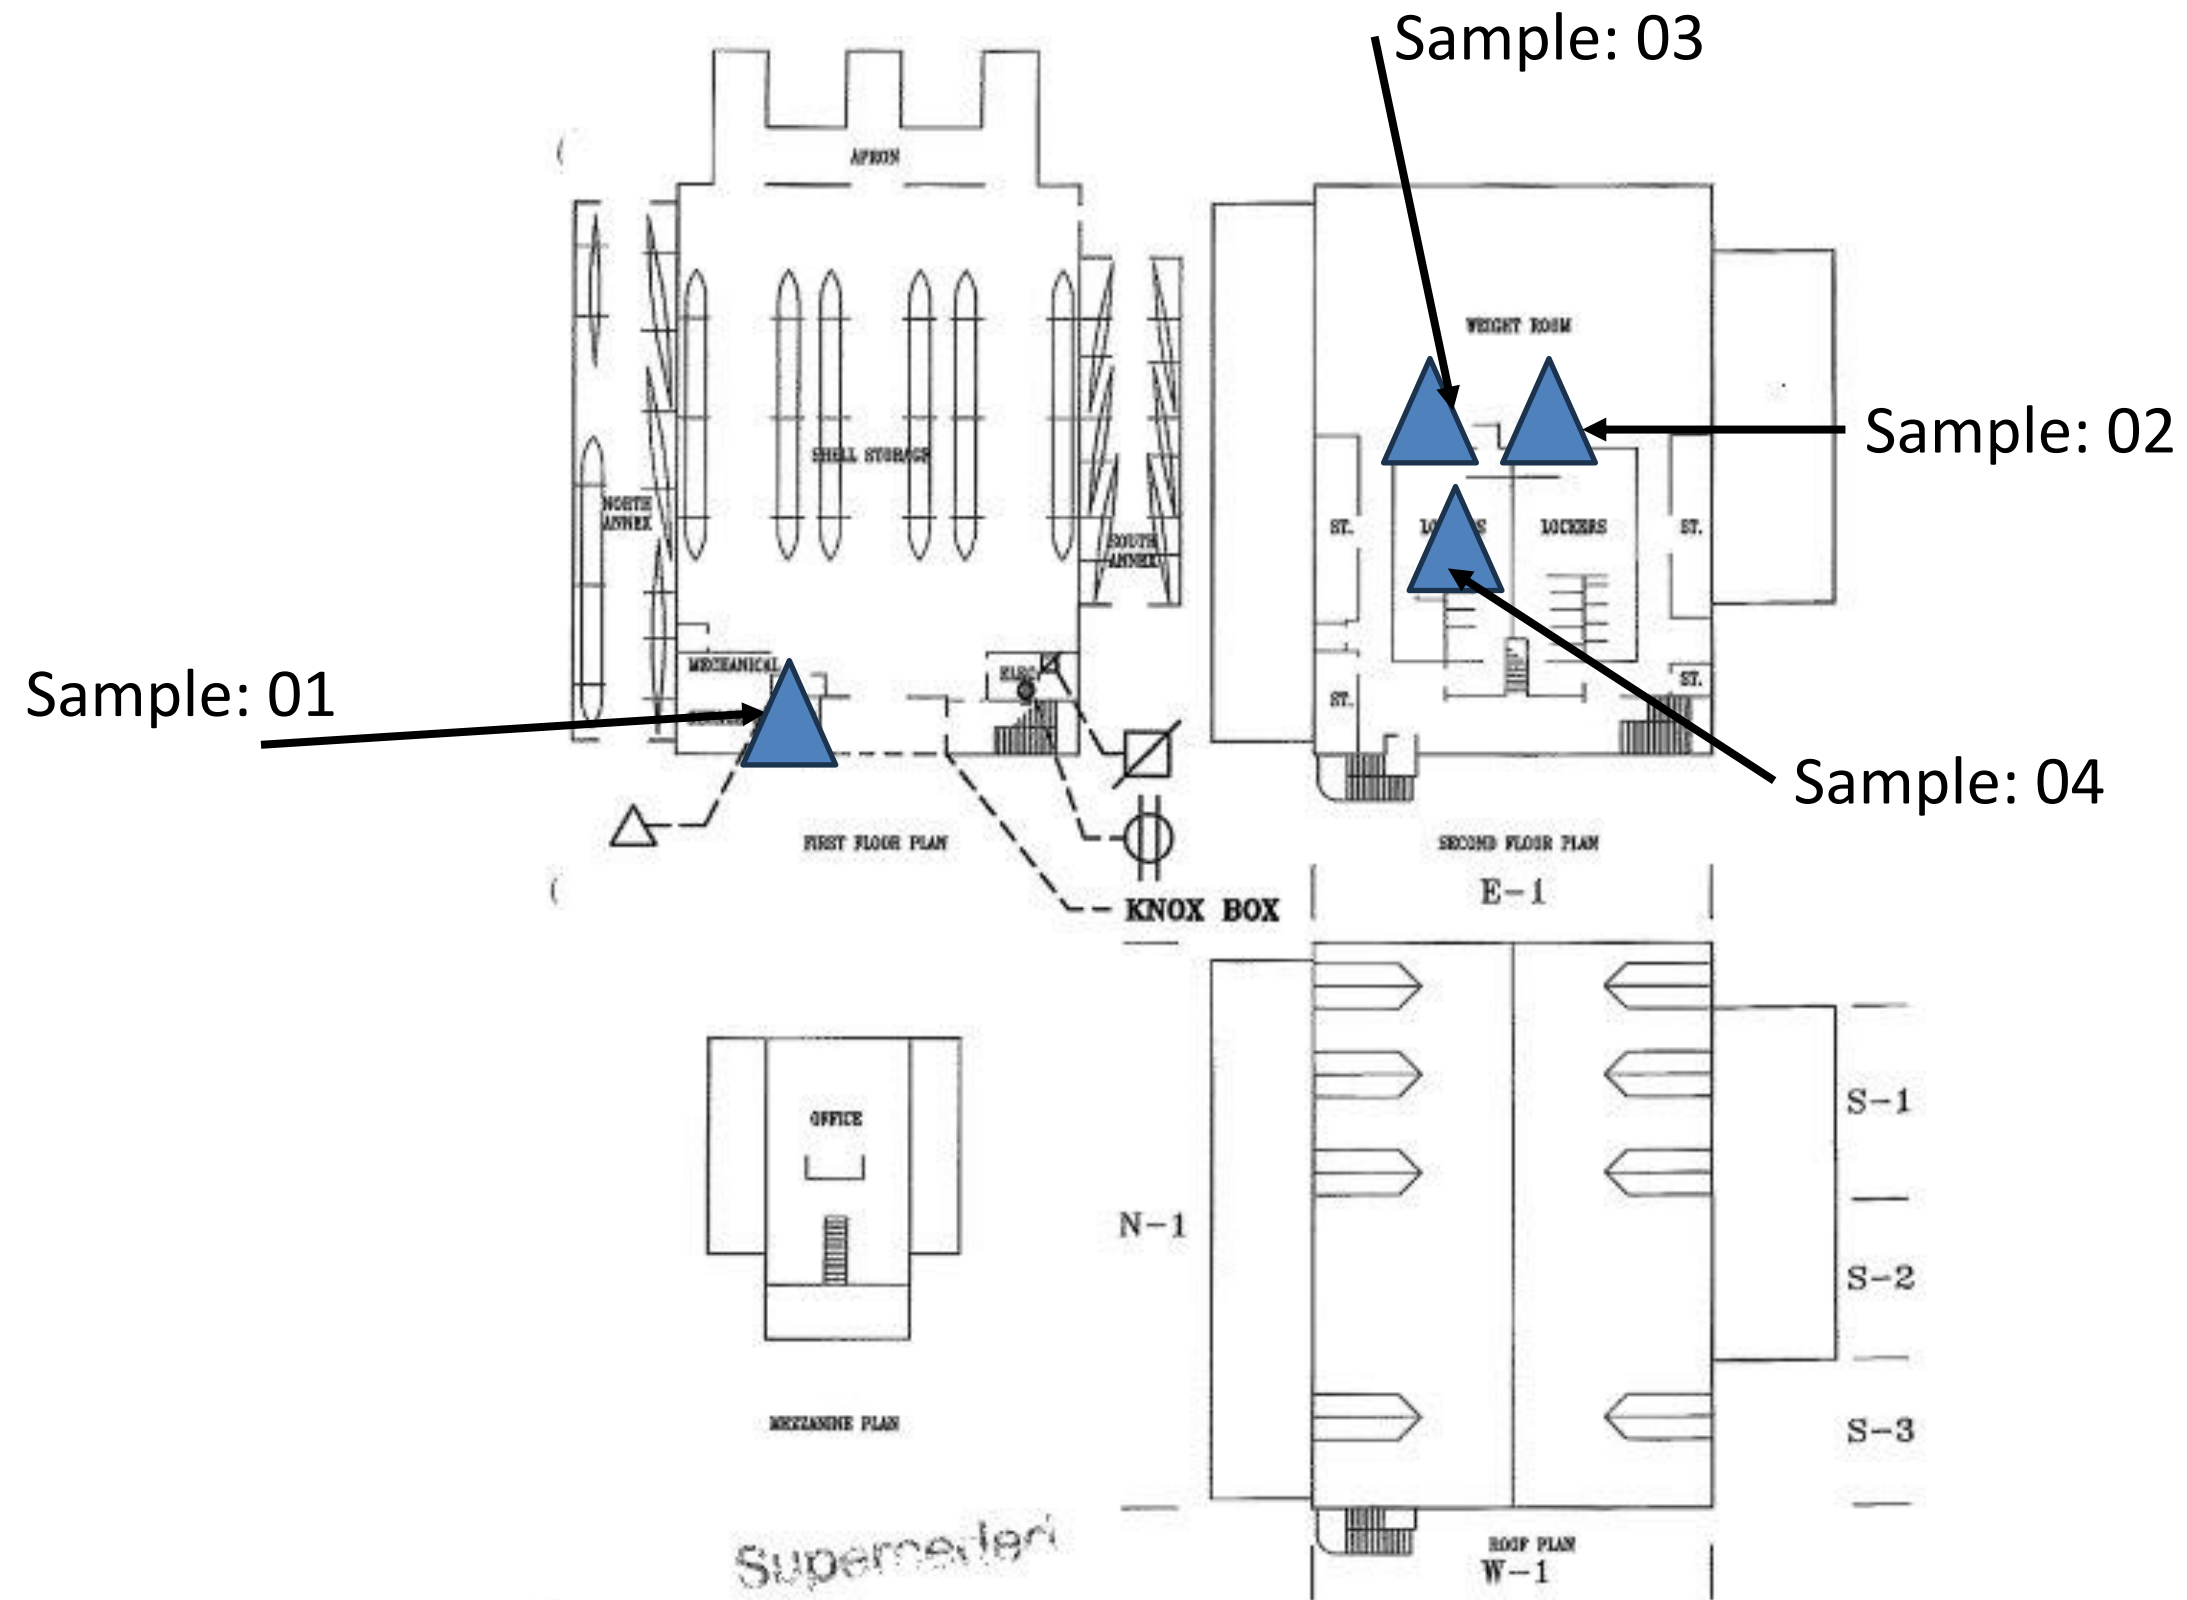 Sample: 03
APRON
WEIGHT ROOM
Sample: 02
SHELL STORAGE
NORTH
ANNEX
SOUTH
ANNEX
ST.
LOCKERS
ST.
MECHANICAL
ELEC.
ST.
ST.
Sample: 01
Sample: 04
FIRST FLOOR PLAN
SECOND FLOOR PLAN
E-1
KNOX BOX
OFFICE
S-1
N-1
S-2
MEZZANINE PLAN
S-3
Superceded
ROOF PLAN
W-1